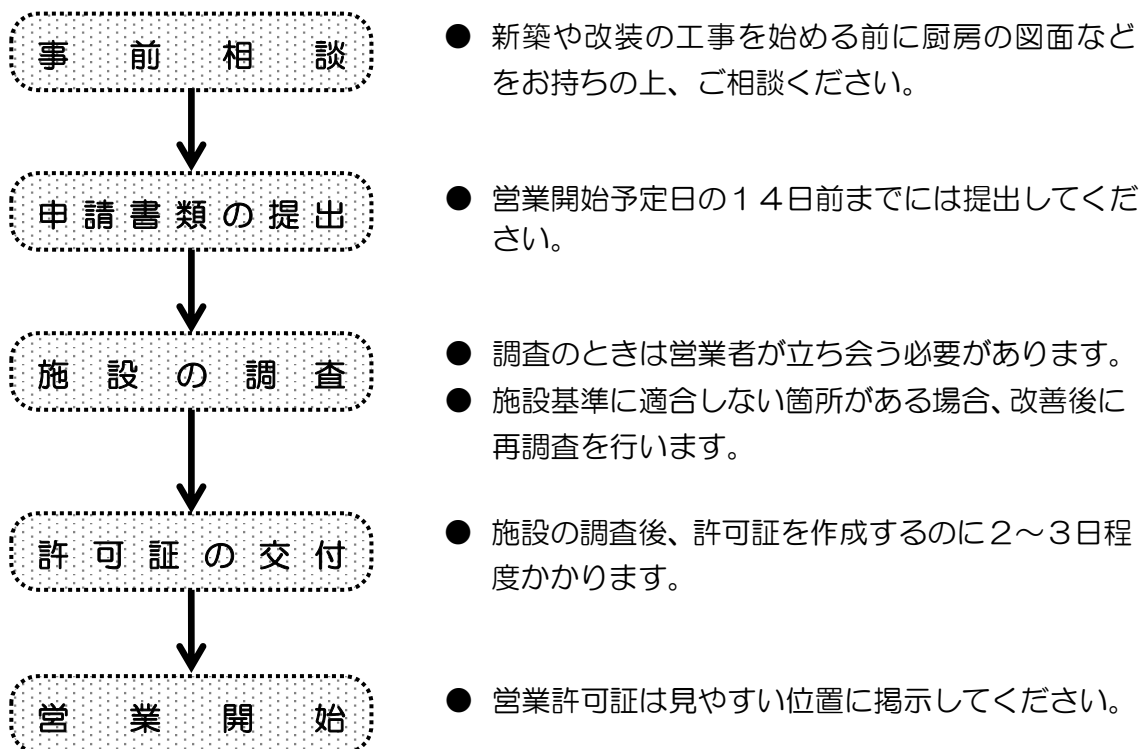 事前相談
● 新築や改装の工事を始める前に厨房の図面など
をお持ちの上、ご相談ください。
申請書類の提出
● 営業開始予定日の14日前までには提出してくだ
さい。
施設の調査
● 調査のときは営業者が立ち会う必要があります。
● 施設基準に適合しない箇所がある場合、改善後に
再調査を行います。
許可証の交付
● 施設の調査後、許可証を作成するのに2~3日程
度かかります。
営業開始
● 営業許可証は見やすい位置に掲示してください。